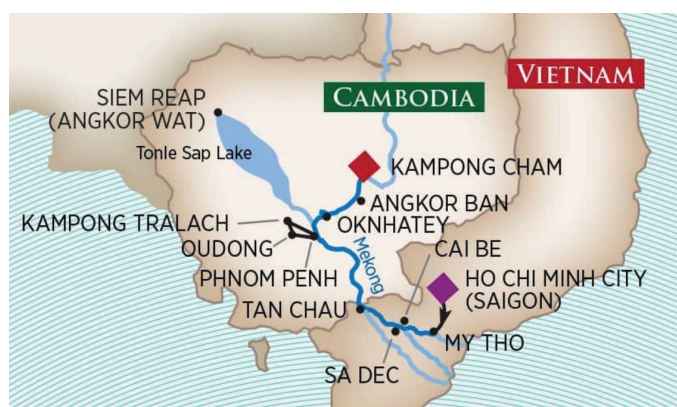 VIETNAM
CAMBODIA
SIEM REAP
(ANGKOR WAT)
Tonle Sap Lake
KAMPONG CHAM
ANGKOR BAN
KAMPONG TRALACH
OKNHATEY
OUDONG
CAI BE
PHNOM PENH
Mekong
HO CHI MINH CITY
(SAIGON)
TAN CHAU
MY THO
SA DEC